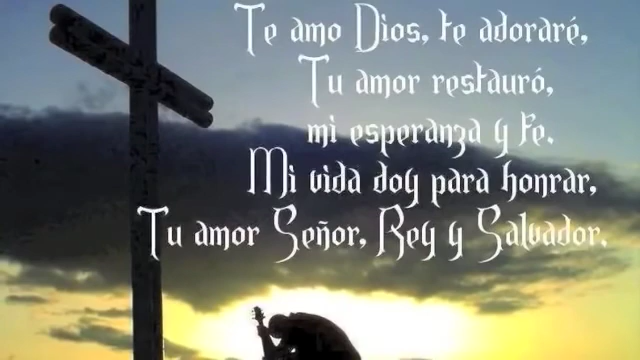 Te amo Dios, te adoraré,
Tu amor restauró,
mi esperanza y Fe.
Mi vida doy para honrar,
Tu amor Señor, Rey y Salvador.